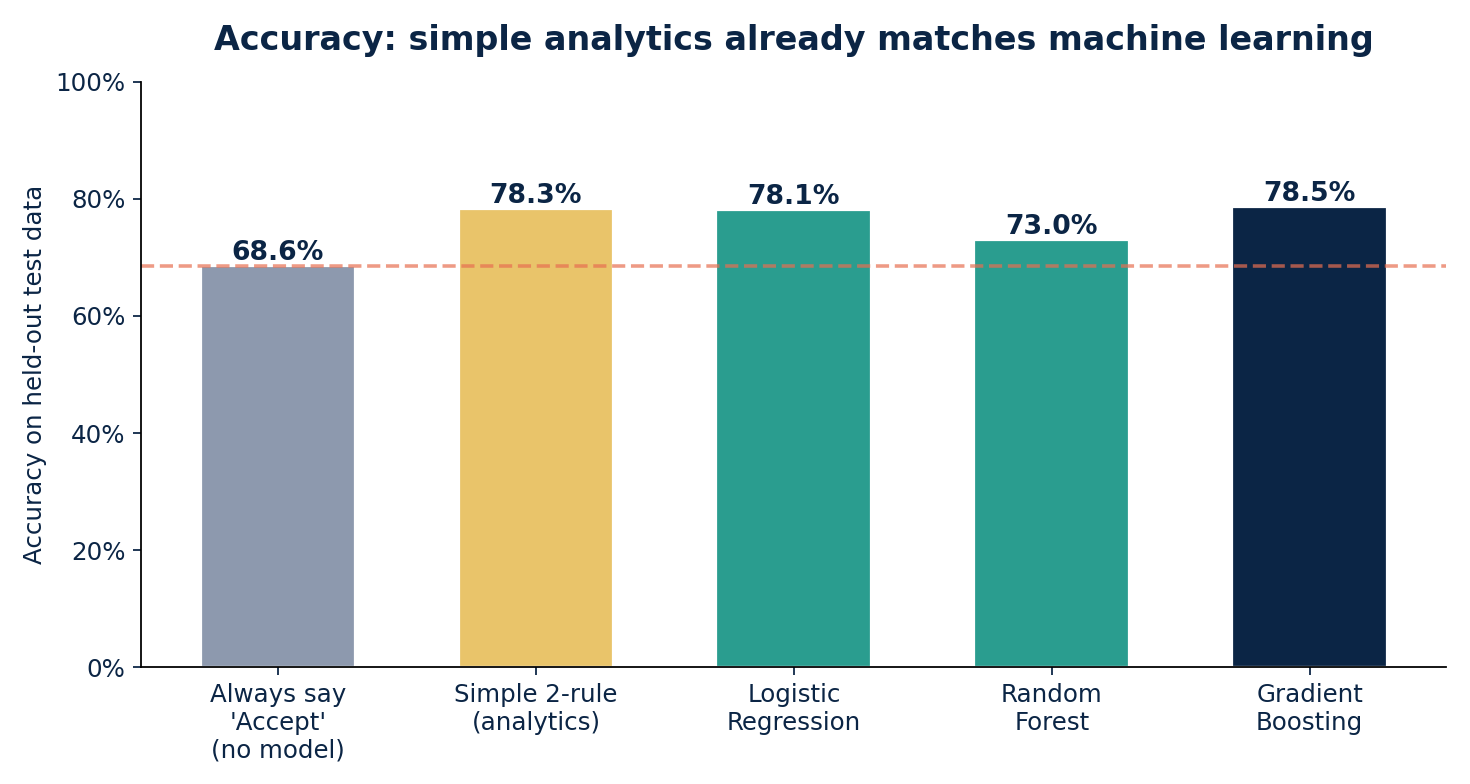 Accuracy: simple analytics already matches machine learning
Accuracy on held-out test data
100%
80%
60%
40%
20%
0%
68.6%
78.3%
78.1%
73.0%
78.5%
Always say
'Accept'
(no model)
Simple 2-rule
(analytics)
Logistic
Regression
Random
Forest
Gradient
Boosting